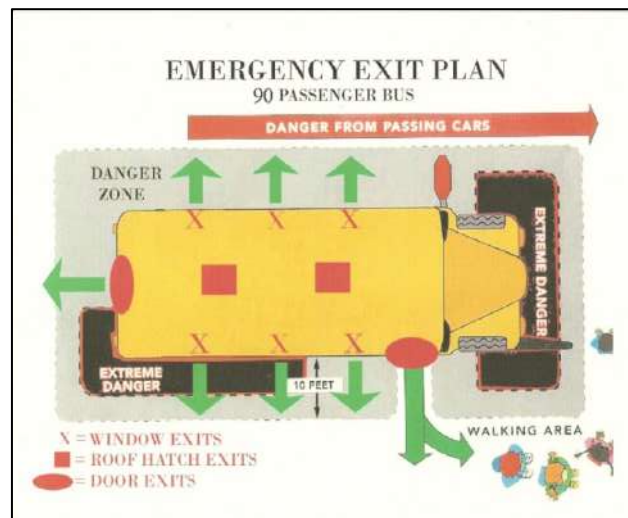 EMERGENCY EXIT PLAN
90 PASSENGER BUS
DANGER FROM PASSING CARS
DANGER
ZONE
X X X
EXTREME DANGER
X X X
EXTREME
DANGER
10 FEET
WALKING AREA
X = WINDOW EXITS
= ROOF HATCH EXITS
= DOOR EXITS